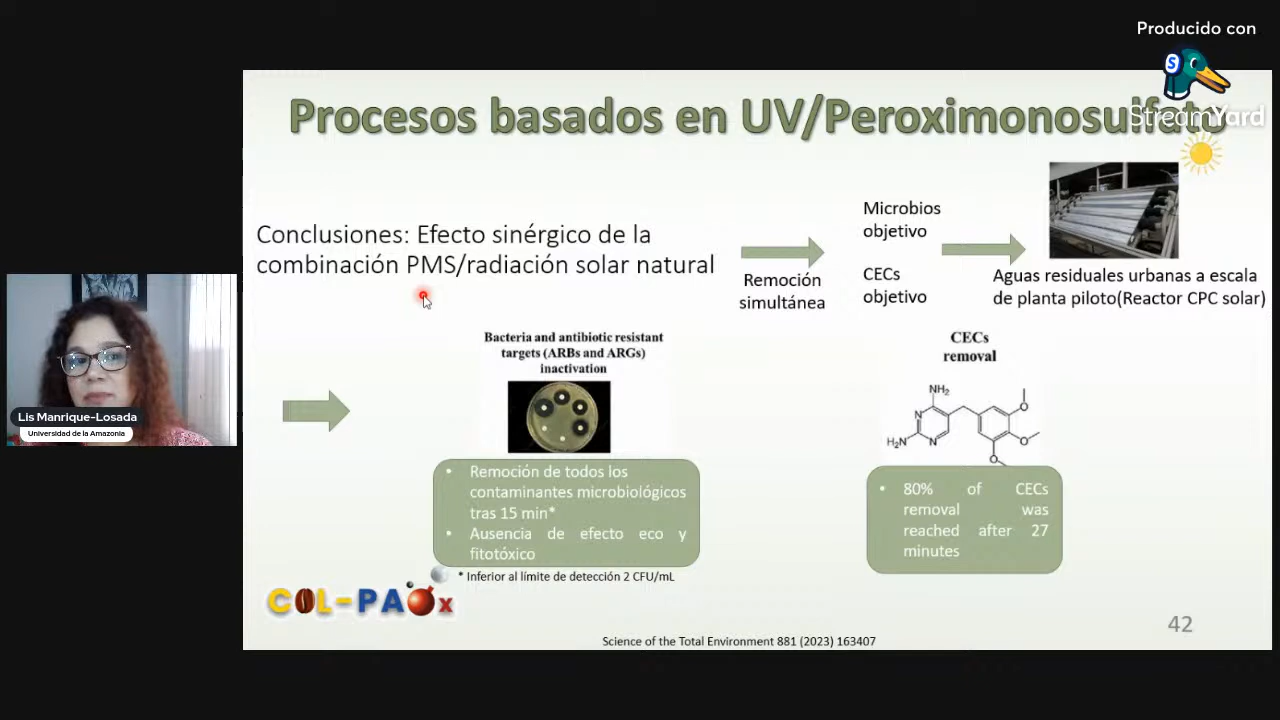 Producido con
S
StreamYard
Procesos basados en UV/Peroximonosulfato
Conclusiones: Efecto sinérgico de la
combinación PMS/radiación solar natural
Remoción
simultánea
Microbios
objetivo
CECs
objetivo
Aguas residuales urbanas a escala
de planta piloto(Reactor CPC solar)
Lis Manrique-Losada
Universidad de la Amazonia
Bacteria and antibiotic resistant
targets (ARBs and ARGs)
inactivation
• Remoción de todos los
contaminantes microbiológicos
tras 15 min*
• Ausencia de efecto eco y
fitotóxico
* Inferior al límite de detección 2 CFU/mL
CECs
removal
NH₂
N
N
H₂N
O
O
O
• 80% of CECs
removal was
reached after 27
minutes
COL-PAOx
Science of the Total Environment 881 (2023) 163407
42